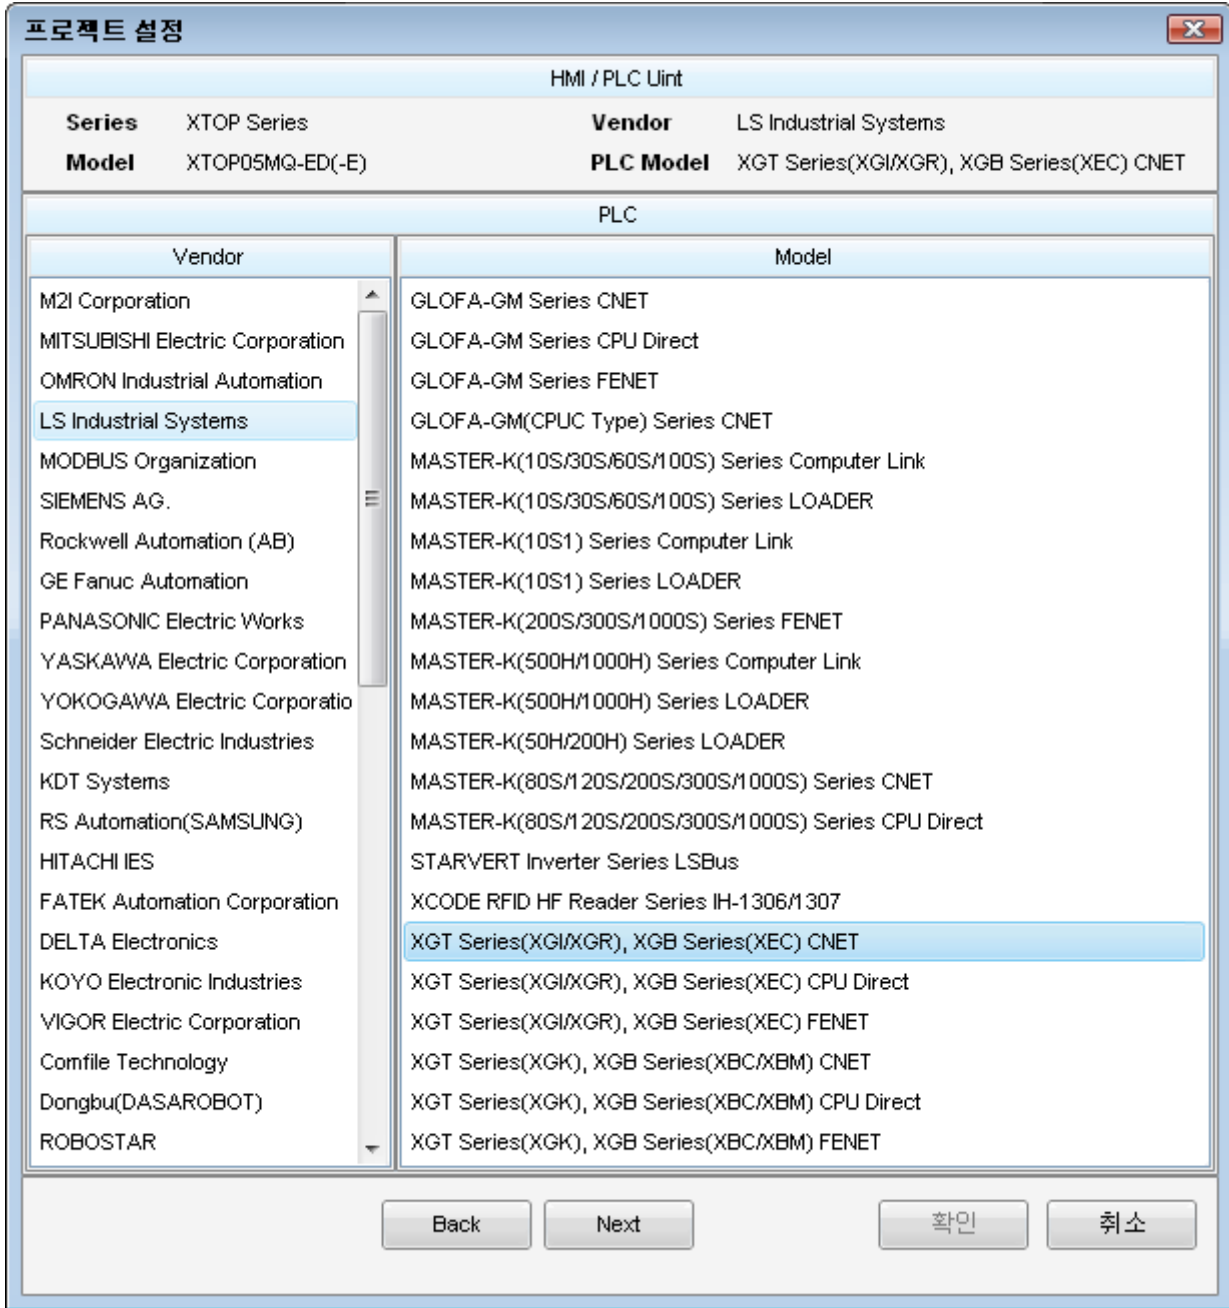 프로젝트 설정
HMI / PLC Uint
Series XTOP Series Vendor LS Industrial Systems
Model XTOP05MQ-ED(-E) PLC Model XGT Series(XGI/XGR), XGB Series(XEC) CNET
PLC
Vendor Model
M2I Corporation GLOFA-GM Series CNET
MITSUBISHI Electric Corporation GLOFA-GM Series CPU Direct
OMRON Industrial Automation GLOFA-GM Series FENET
LS Industrial Systems GLOFA-GM(CPUC Type) Series CNET
MODBUS Organization MASTER-K(10S/30S/60S/100S) Series Computer Link
SIEMENS AG. MASTER-K(10S/30S/60S/100S) Series LOADER
Rockwell Automation (AB) MASTER-K(10S1) Series Computer Link
GE Fanuc Automation MASTER-K(10S1) Series LOADER
PANASONIC Electric Works MASTER-K(200S/300S/1000S) Series FENET
YASKAWA Electric Corporation MASTER-K(500H/1000H) Series Computer Link
YOKOGAWA Electric Corporatio MASTER-K(500H/1000H) Series LOADER
Schneider Electric Industries MASTER-K(50H/200H) Series LOADER
KDT Systems MASTER-K(80S/120S/200S/300S/1000S) Series CNET
RS Automation(SAMSUNG) MASTER-K(80S/120S/200S/300S/1000S) Series CPU Direct
HITACHI IES STARVERT Inverter Series LSBus
FATEK Automation Corporation XCODE RFID HF Reader Series IH-1306/1307
DELTA Electronics XGT Series(XGI/XGR), XGB Series(XEC) CNET
KOYO Electronic Industries XGT Series(XGI/XGR), XGB Series(XEC) CPU Direct
VIGOR Electric Corporation XGT Series(XGI/XGR), XGB Series(XEC) FENET
Comfile Technology XGT Series(XGK), XGB Series(XBC/XBM) CNET
Dongbu(DASAROBOT) XGT Series(XGK), XGB Series(XBC/XBM) CPU Direct
ROBOSTAR XGT Series(XGK), XGB Series(XBC/XBM) FENET
Back Next 확인 취소